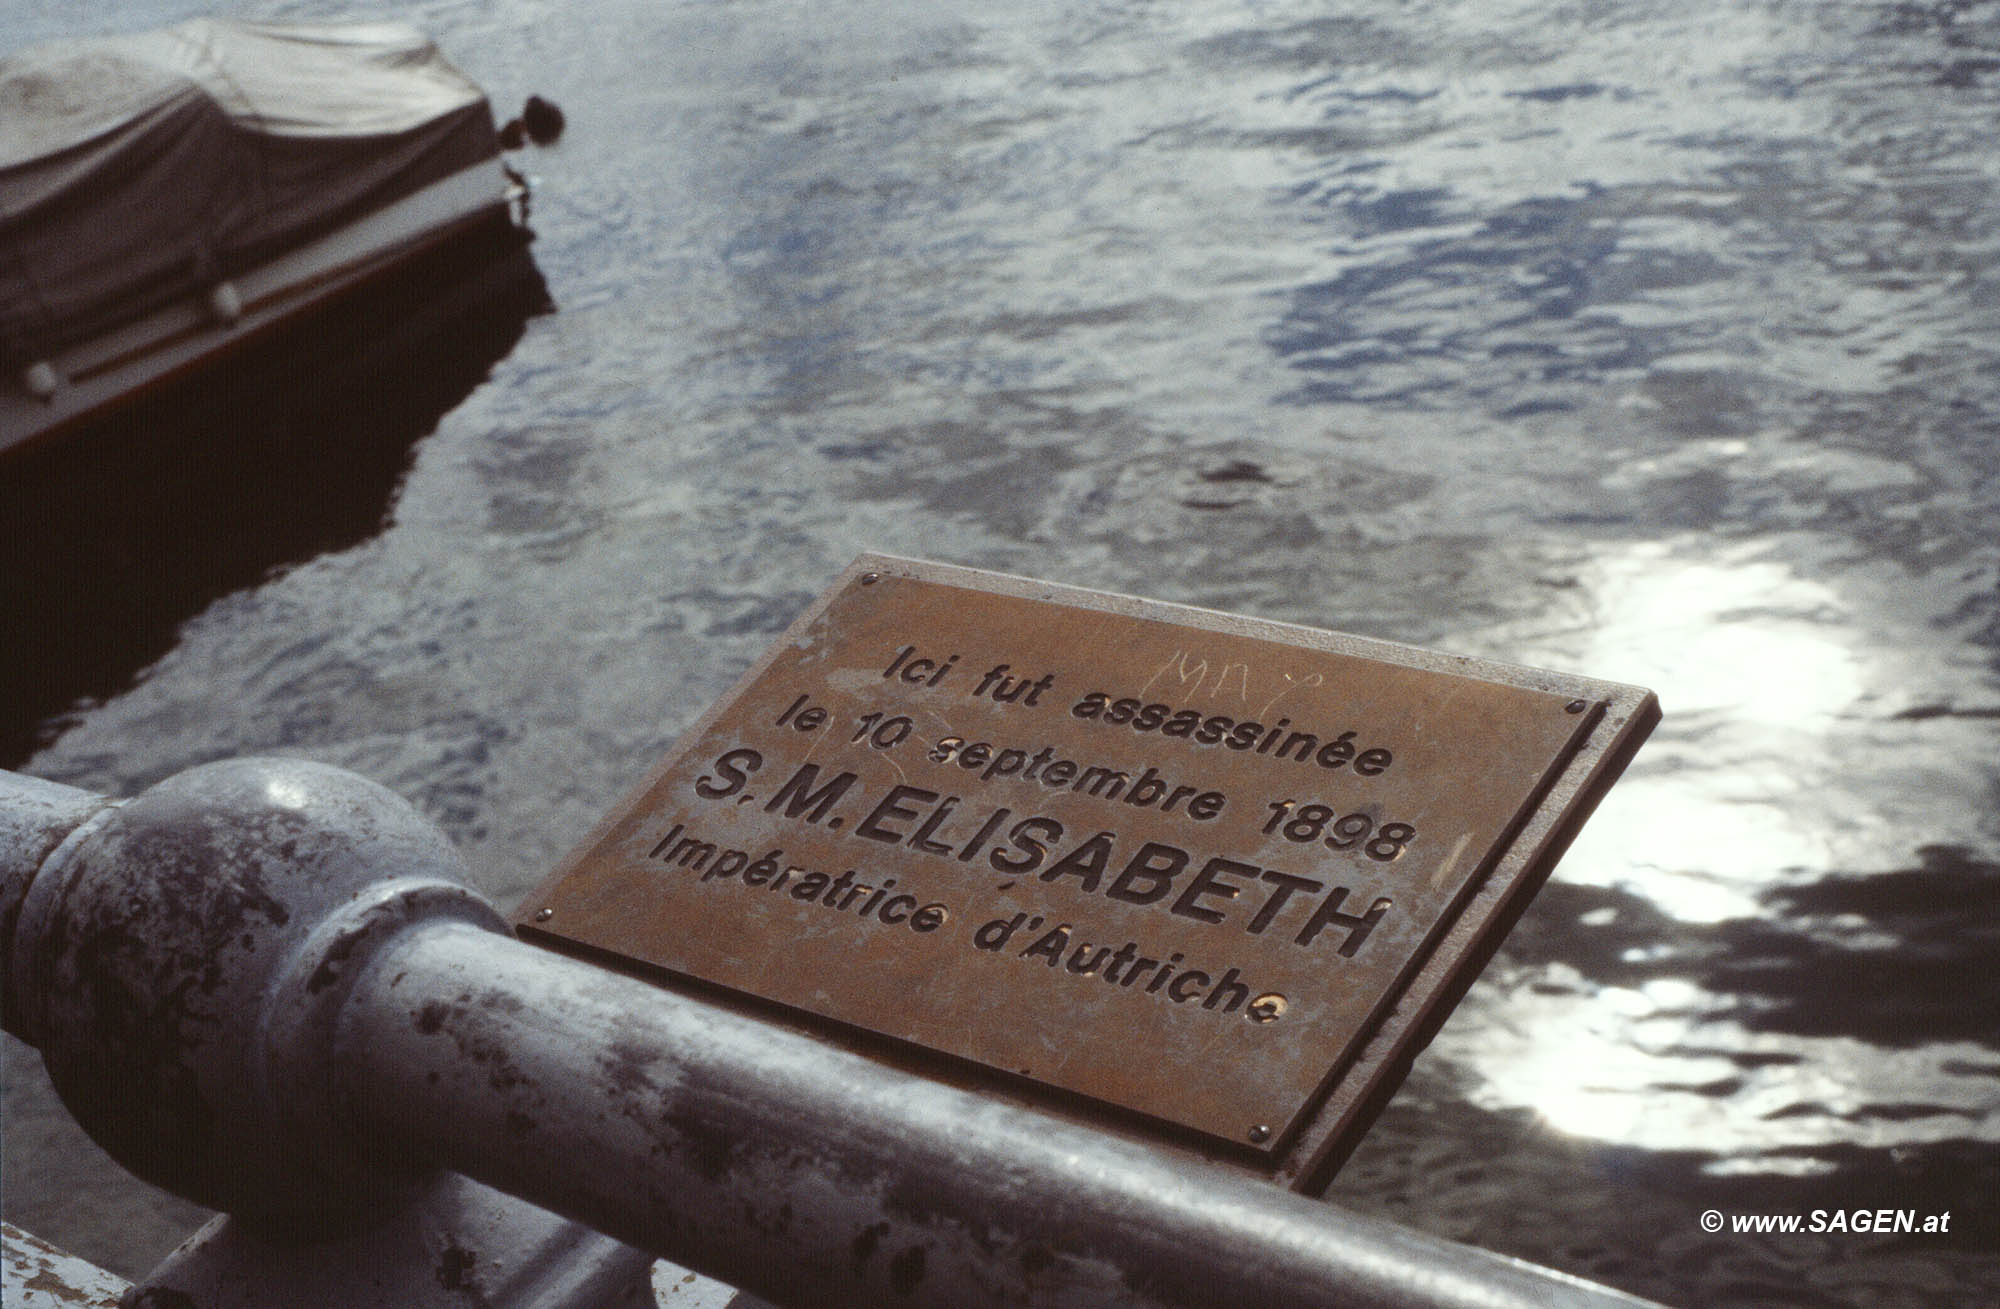 Ici fut assassinée
le 10 septembre 1898
S.M. ELISABETH
Impératrice d'Autriche
© www.SAGEN.at